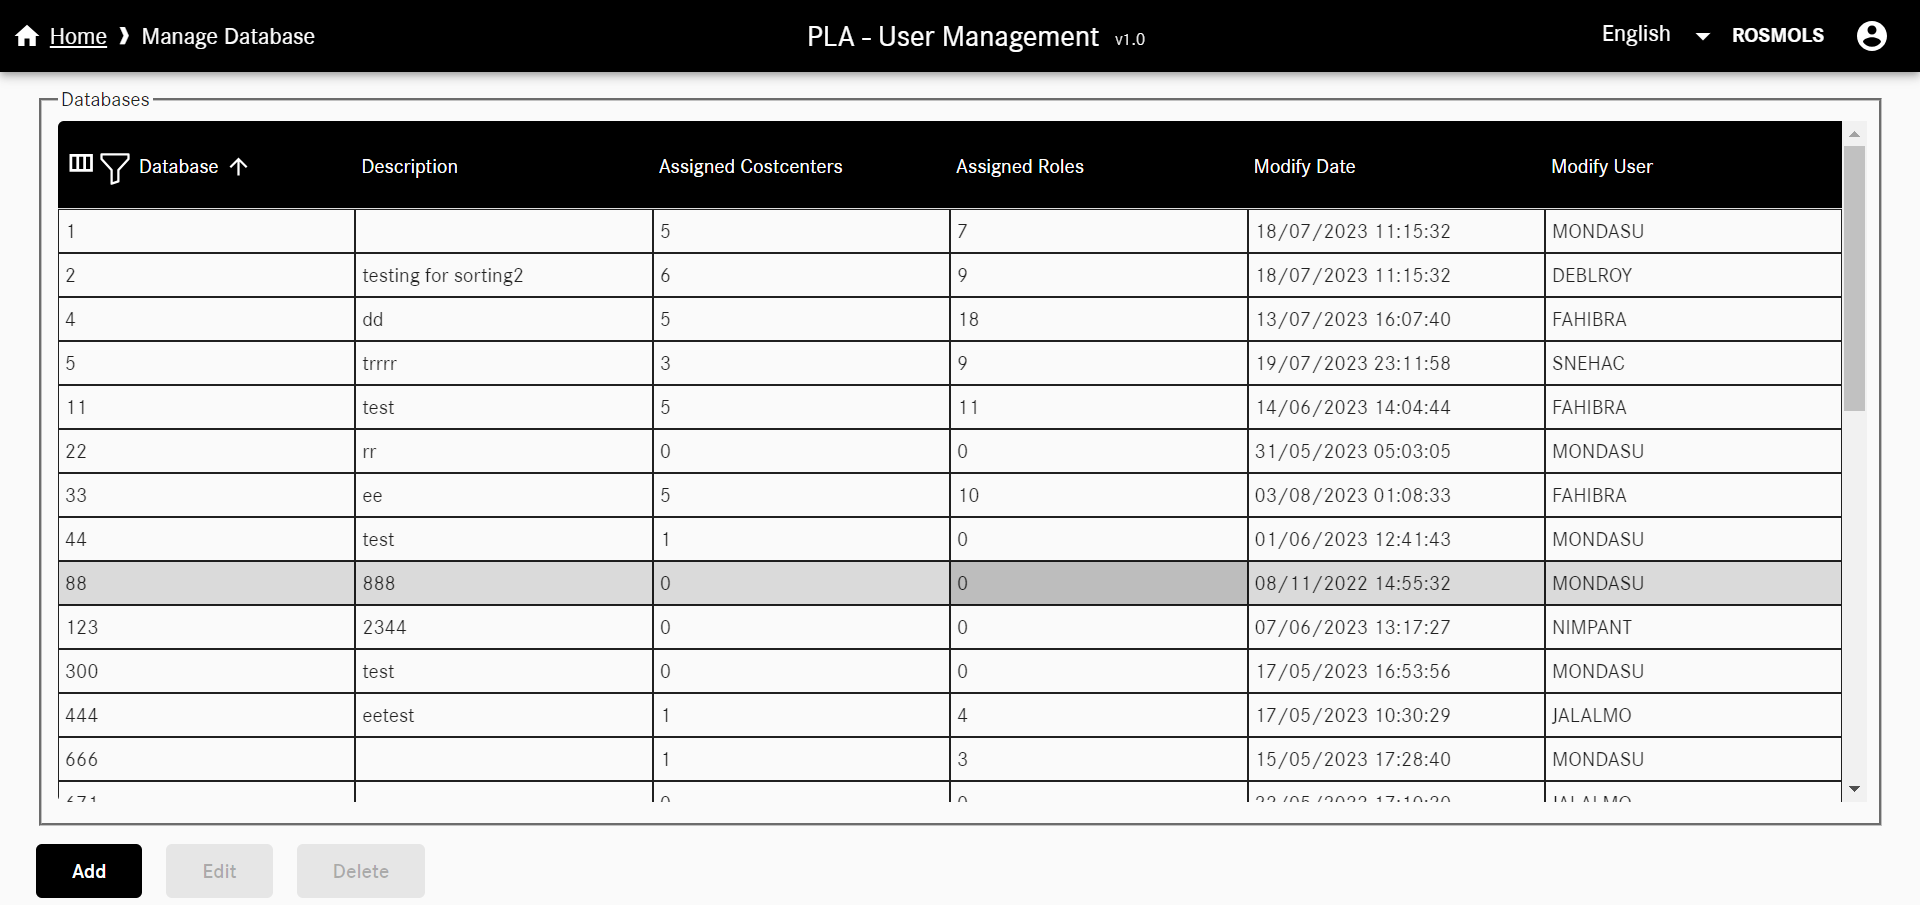 Home ❱ Manage Database
PLA - User Management v1.0
English
ROSMOLS
Databases
Database Description Assigned Costcenters Assigned Roles Modify Date Modify User
1 5 7 18/07/2023 11:15:32 MONDASU
2 testing for sorting2 6 9 18/07/2023 11:15:32 DEBLROY
4 dd 5 18 13/07/2023 16:07:40 FAHIBRA
5 trrrr 3 9 19/07/2023 23:11:58 SNEHAC
11 test 5 11 14/06/2023 14:04:44 FAHIBRA
22 rr 0 0 31/05/2023 05:03:05 MONDASU
33 ee 5 10 03/08/2023 01:08:33 FAHIBRA
44 test 1 0 01/06/2023 12:41:43 MONDASU
88 888 0 0 08/11/2022 14:55:32 MONDASU
123 2344 0 0 07/06/2023 13:17:27 NIMPANT
300 test 0 0 17/05/2023 16:53:56 MONDASU
444 eetest 1 4 17/05/2023 10:30:29 JALALMO
666 1 3 15/05/2023 17:28:40 MONDASU
Add Edit Delete